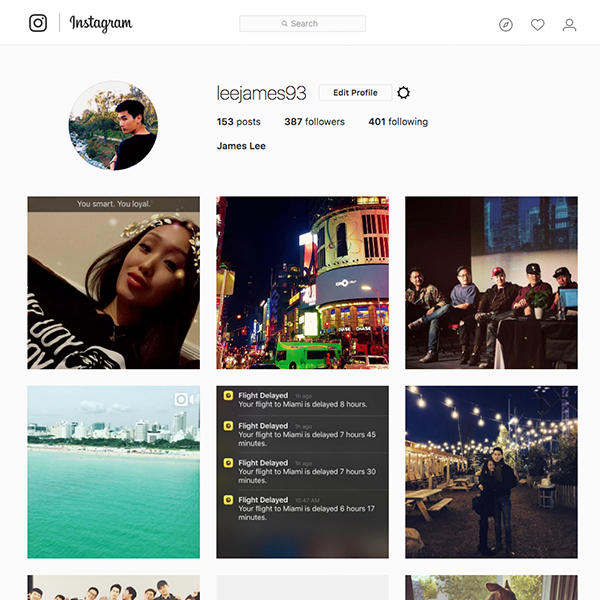 Instagram
Search
leejames93
Edit Profile
153 posts 387 followers 401 following
James Lee
You smart. You loyal.
CHASE CHASE
Flight Delayed 1h ago
Your flight to Miami is delayed 8 hours.
Flight Delayed 1h ago
Your flight to Miami is delayed 7 hours 45
minutes.
Flight Delayed 1h ago
Your flight to Miami is delayed 7 hours 30
minutes.
Flight Delayed 10:47 AM
Your flight to Miami is delayed 6 hours 17
minutes.